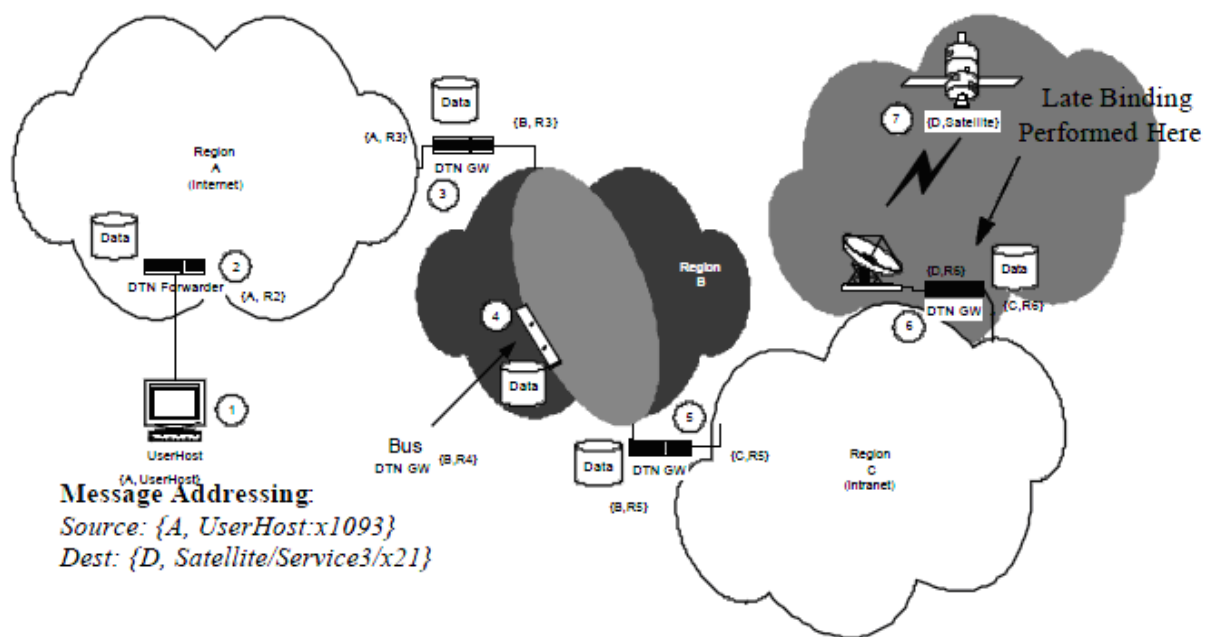 Data
{A, R3}
{B, R3}
DTN GW
3
Region
A
(Internet)
Data
2
DTN Forwarder
{A, R2}
1
UserHost
{A, UserHost}
Message Addressing:
Source: {A, UserHost:x1093}
Dest: {D, Satellite/Service3/x21}
Region
B
4
Data
Bus
DTN GW
{B,R4}
5
Data
DTN GW
{C,R5}
{B,R5}
Region
C
(Intranet)
7
{D,Satellite}
Late Binding
Performed Here
{D,R6}
Data
DTN GW
{C,R6}
6